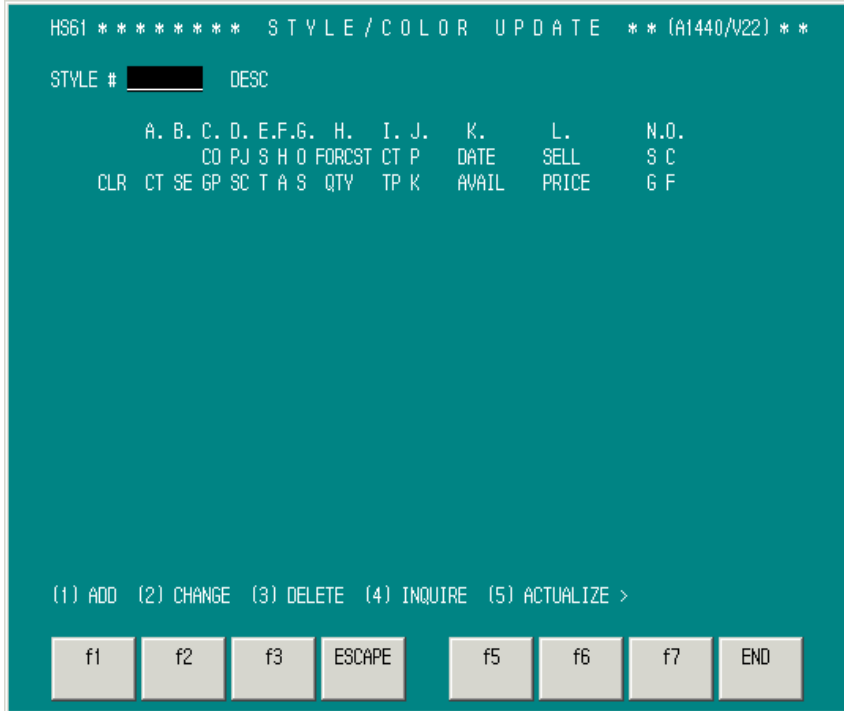 HS61 * * * * * * * * S T Y L E / C O L O R U P D A T E * * (A1440/V22) * *
STYLE # DESC
A. B. C. D. E.F.G. H. I. J. K. L. N.O.
CO PJ S H O FORCST CT P DATE SELL S C
CLR CT SE GP SC T A S QTY TP K AVAIL PRICE G F
(1) ADD (2) CHANGE (3) DELETE (4) INQUIRE (5) ACTUALIZE >
f1 f2 f3 ESCAPE f5 f6 f7 END